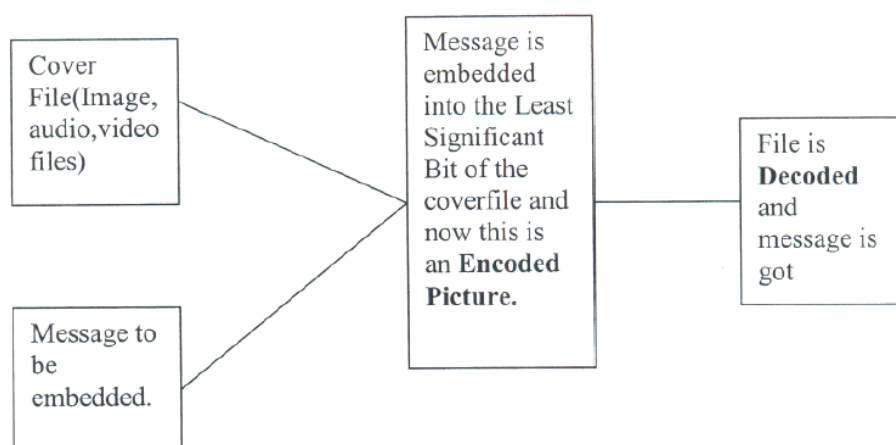 Cover
File(Image,
audio,video
files)
Message to
be
embedded.
Message is
embedded
into the Least
Significant
Bit of the
coverfile and
now this is
an Encoded
Picture.
File is
Decoded
and
message is
got